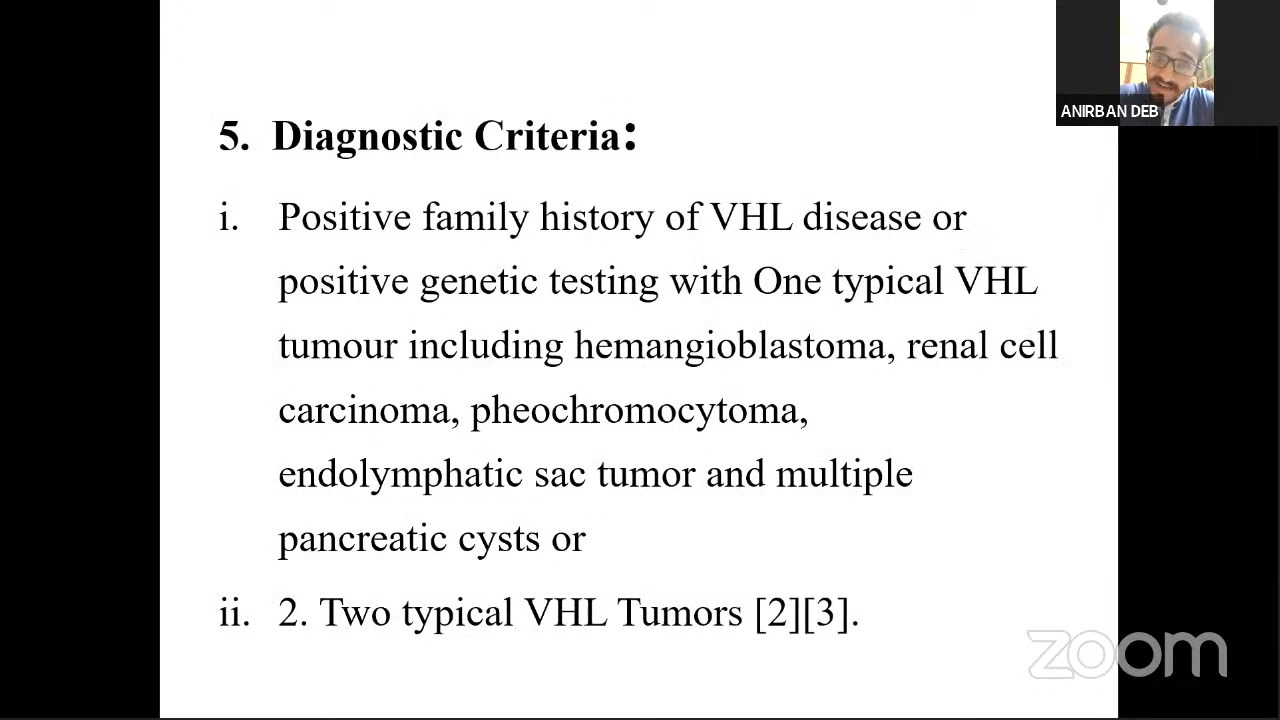 ANIRBAN DEB
5. Diagnostic Criteria:
i. Positive family history of VHL disease or
positive genetic testing with One typical VHL
tumour including hemangioblastoma, renal cell
carcinoma, pheochromocytoma,
endolymphatic sac tumor and multiple
pancreatic cysts or
ii. 2. Two typical VHL Tumors [2][3].
zoom